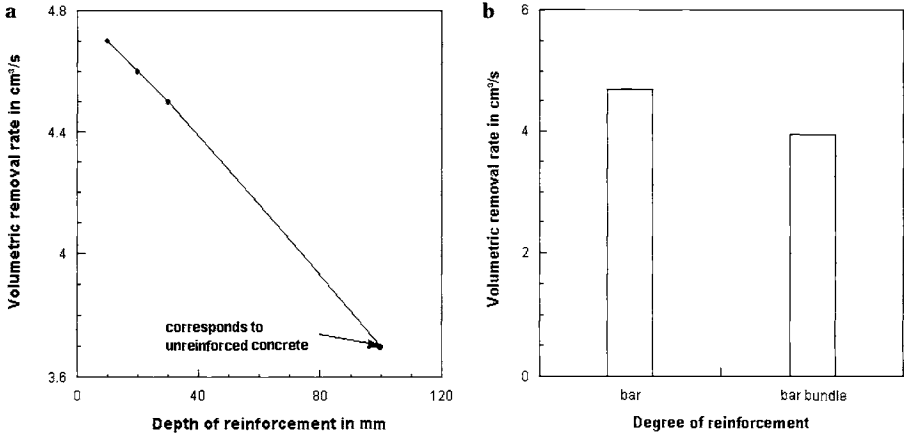 a
Volumetric removal rate in cm³/s
4.8
4.4
4
3.6
0
40
80
120
corresponds to
unreinforced concrete
Depth of reinforcement in mm
b
Volumetric removal rate in cm³/s
6
4
2
0
bar
bar bundle
Degree of reinforcement